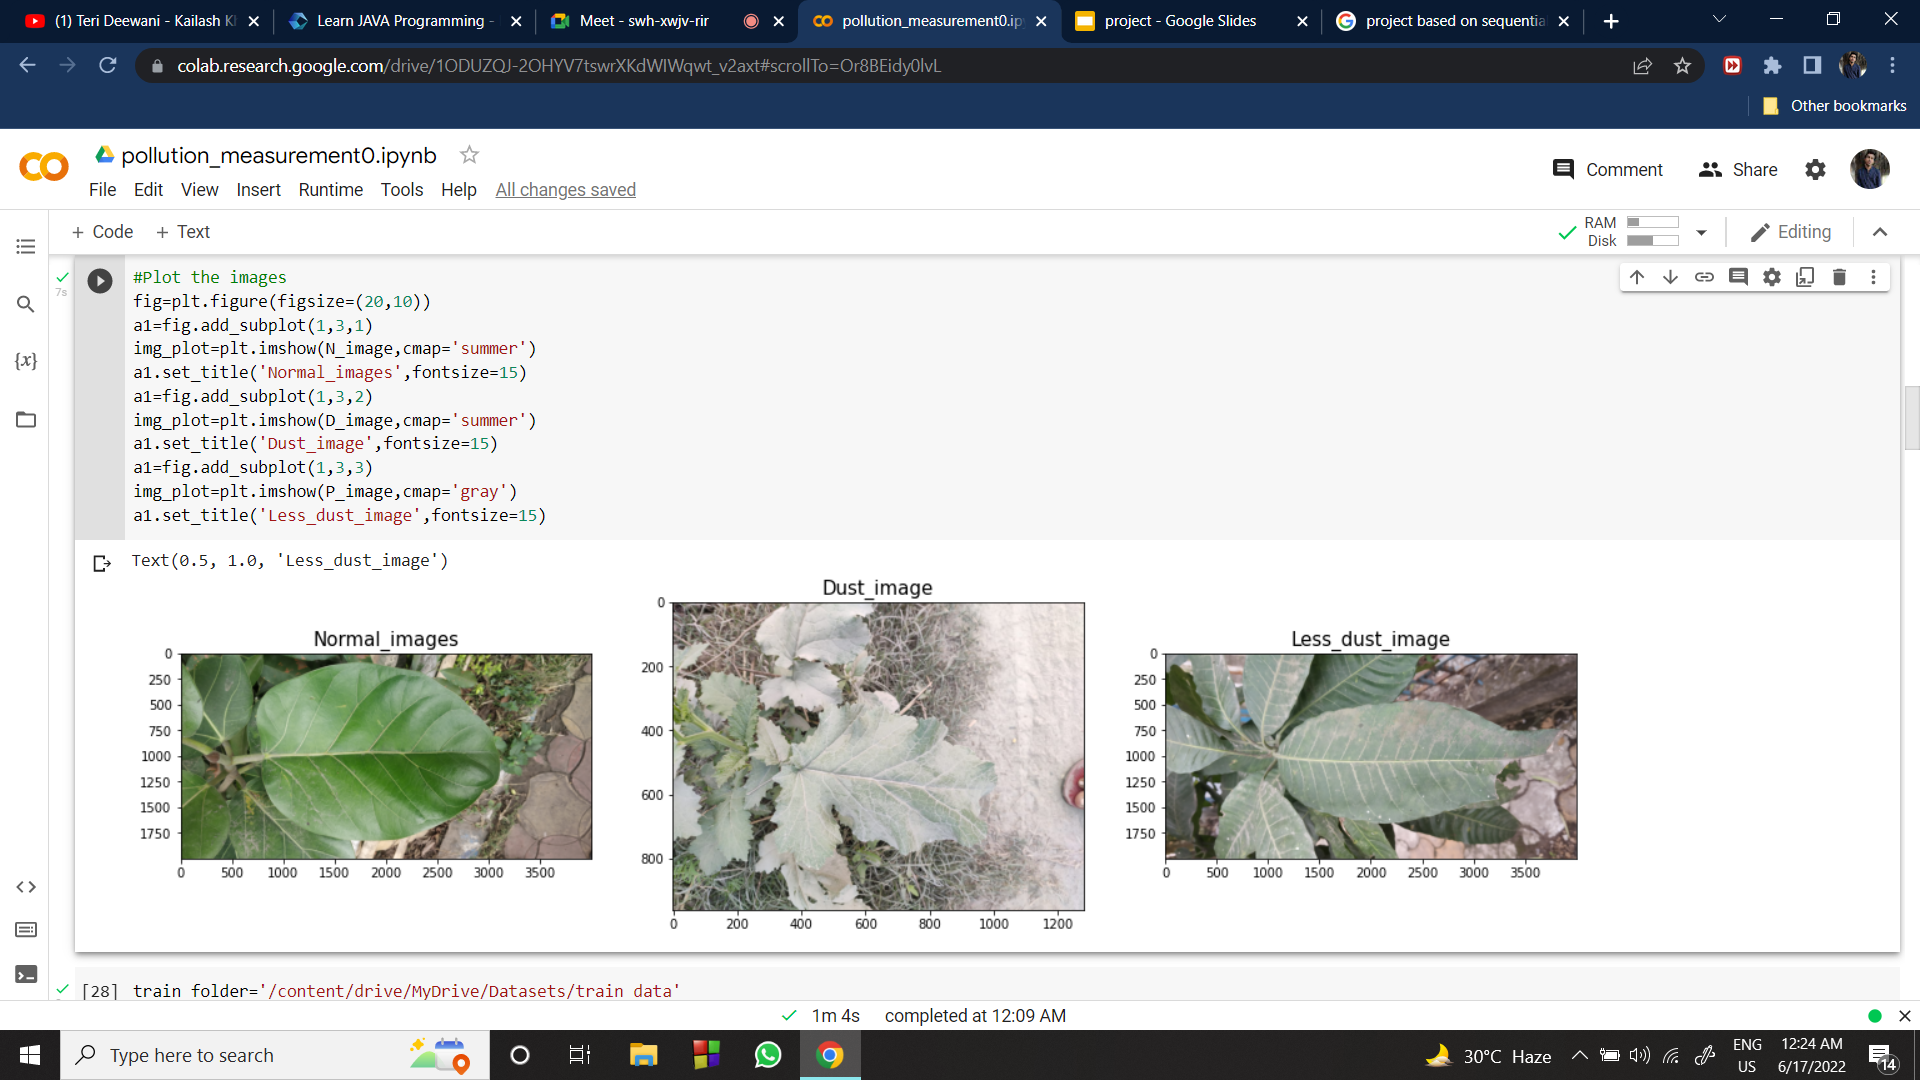 (1) Teri Deewani - Kailash K
Learn JAVA Programming -
Meet - swh-xwjv-rir
pollution_measurement0.ip
project - Google Slides
project based on sequentia
colab.research.google.com/drive/1ODUZQJ-2OHYV7tswrXKdWIWqwt_v2axt#scrollTo=Or8BEidy0lvL
Other bookmarks
pollution_measurement0.ipynb
Comment
Share
File Edit View Insert Runtime Tools Help All changes saved
+ Code + Text
RAM
Disk
Editing
7s
#Plot the images
fig=plt.figure(figsize=(20,10))
a1=fig.add_subplot(1,3,1)
img_plot=plt.imshow(N_image,cmap='summer')
a1.set_title('Normal_images',fontsize=15)
a1=fig.add_subplot(1,3,2)
img_plot=plt.imshow(D_image,cmap='summer')
a1.set_title('Dust_image',fontsize=15)
a1=fig.add_subplot(1,3,3)
img_plot=plt.imshow(P_image,cmap='gray')
a1.set_title('Less_dust_image',fontsize=15)
{x}
Text(0.5, 1.0, 'Less_dust_image')
Normal_images
0
250
500
750
1000
1250
1500
1750
0 500 1000 1500 2000 2500 3000 3500
Dust_image
0
200
400
600
800
0 200 400 600 800 1000 1200
Less_dust_image
0
250
500
750
1000
1250
1500
1750
0 500 1000 1500 2000 2500 3000 3500
[28] train_folder='/content/drive/MyDrive/Datasets/train_data'
1m 4s completed at 12:09 AM
Type here to search
30°C Haze
ENG
US
12:24 AM
6/17/2022
14